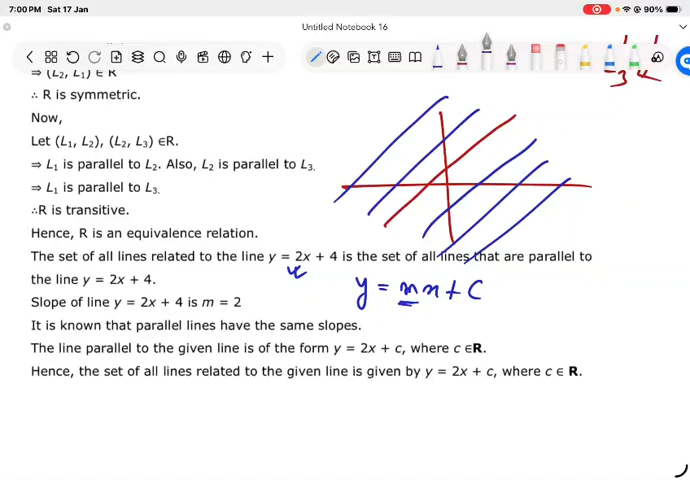 7:00 PM Sat 17 Jan
90%
Untitled Notebook 16
⇒ (L₂, L₁) ∈ R
-3
∴ R is symmetric.
Now,
Let (L₁, L₂), (L₂, L₃) ∈R.
⇒ L₁ is parallel to L₂. Also, L₂ is parallel to L₃.
⇒ L₁ is parallel to L₃.
∴R is transitive.
Hence, R is an equivalence relation.
The set of all lines related to the line y = 2x + 4 is the set of all lines that are parallel to
the line y = 2x + 4.
y = mx + c
Slope of line y = 2x + 4 is m = 2
It is known that parallel lines have the same slopes.
The line parallel to the given line is of the form y = 2x + c, where c ∈R.
Hence, the set of all lines related to the given line is given by y = 2x + c, where c ∈ R.